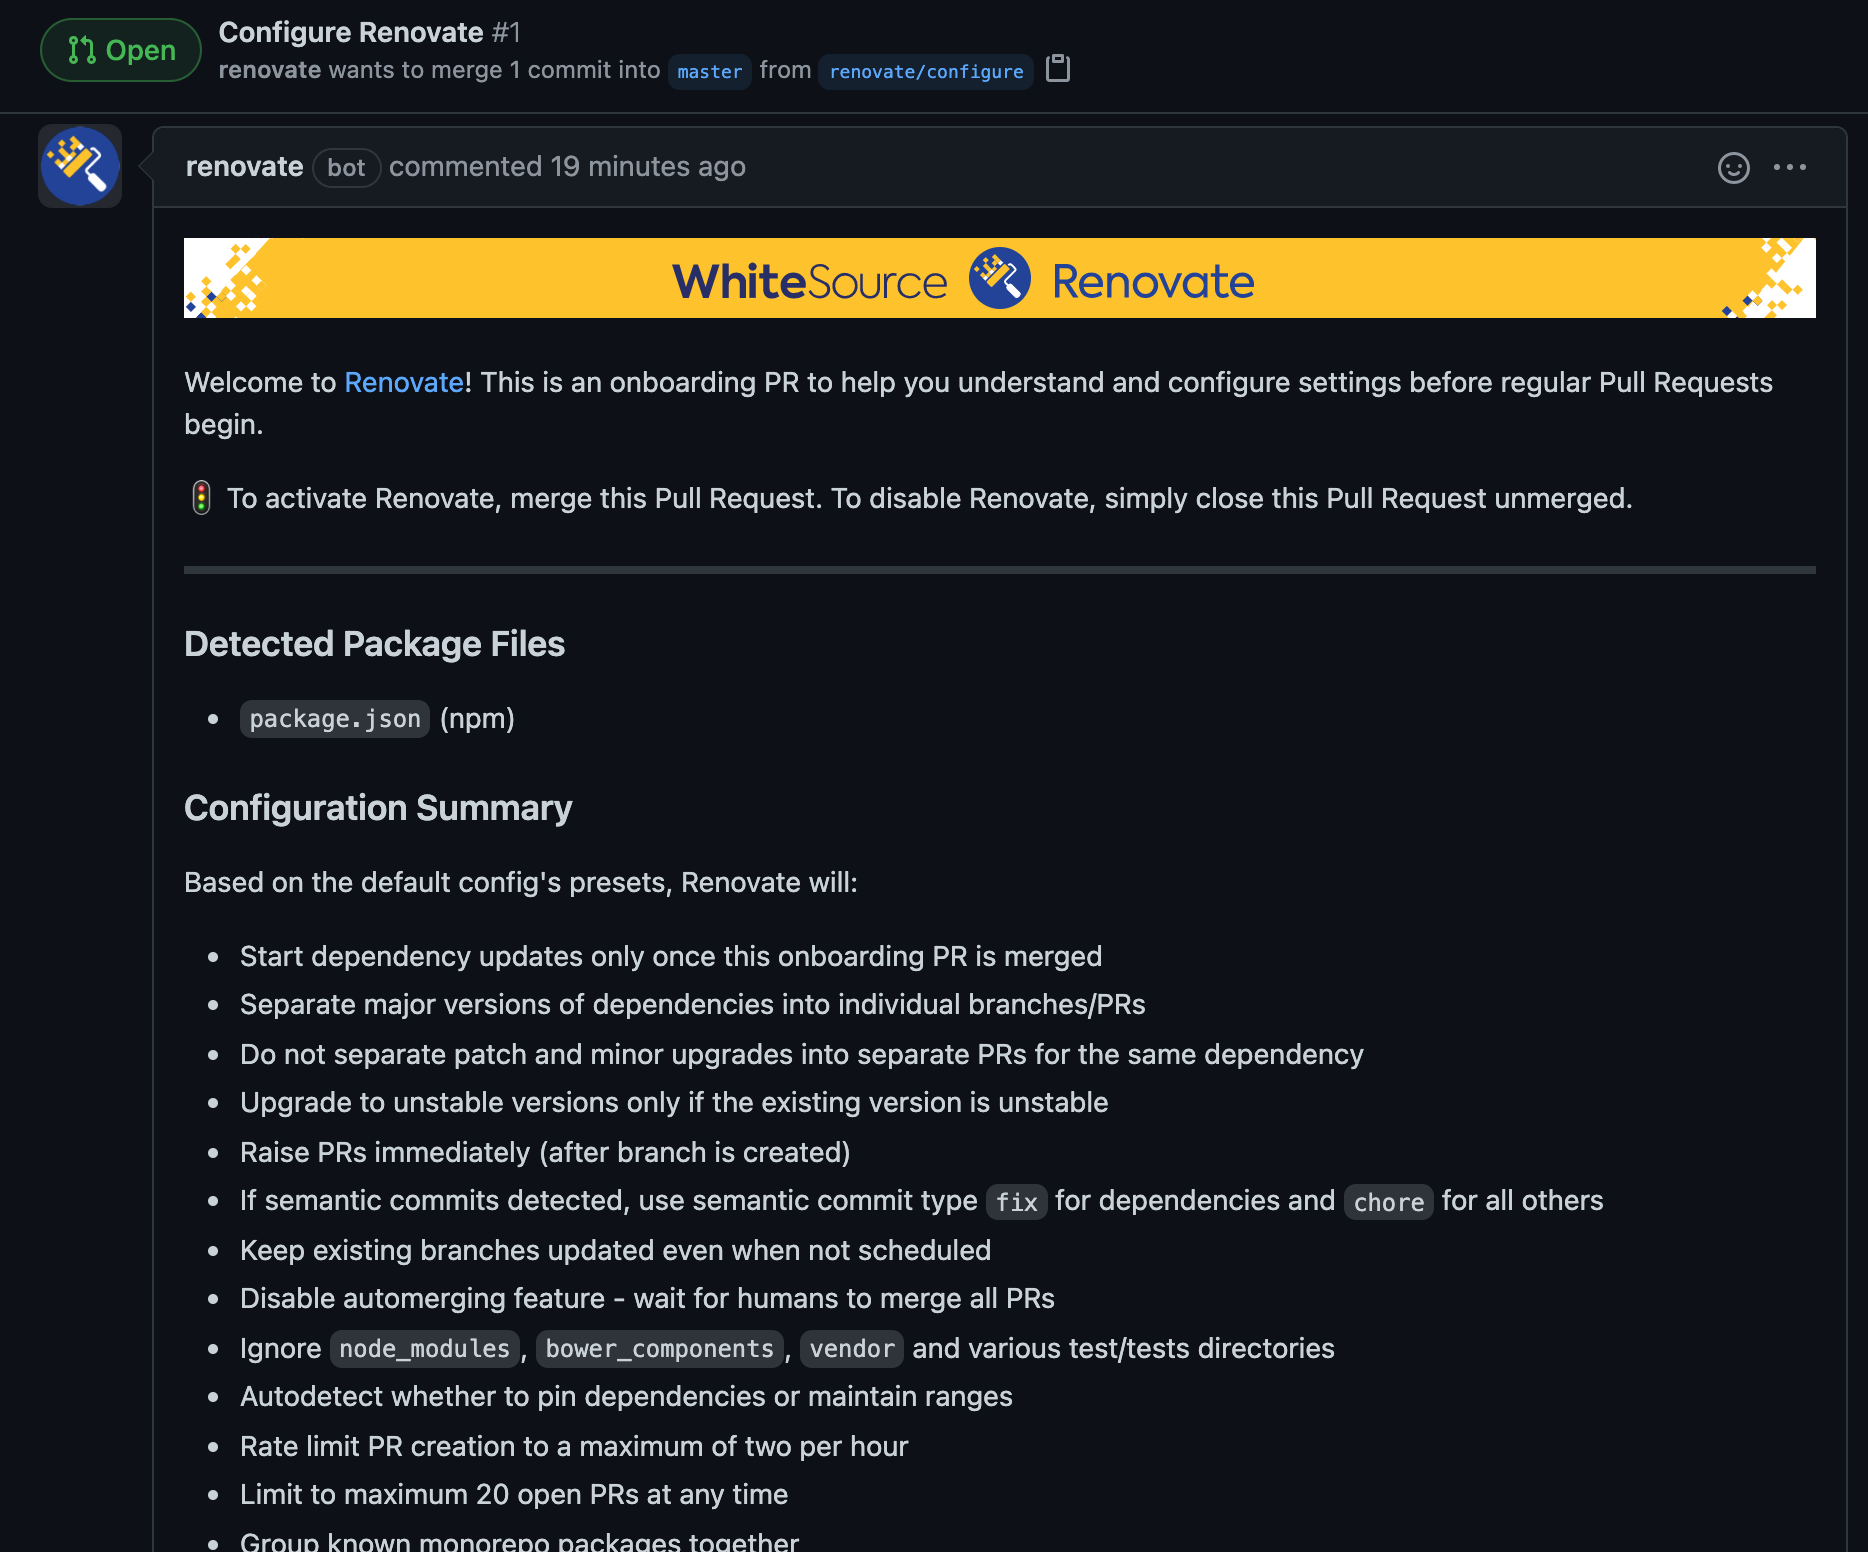 Open
Configure Renovate #1
renovate wants to merge 1 commit into master from renovate/configure
renovate bot commented 19 minutes ago
WhiteSource Renovate
Welcome to Renovate! This is an onboarding PR to help you understand and configure settings before regular Pull Requests
begin.
🚦 To activate Renovate, merge this Pull Request. To disable Renovate, simply close this Pull Request unmerged.
Detected Package Files
• package.json (npm)
Configuration Summary
Based on the default config's presets, Renovate will:
• Start dependency updates only once this onboarding PR is merged
• Separate major versions of dependencies into individual branches/PRs
• Do not separate patch and minor upgrades into separate PRs for the same dependency
• Upgrade to unstable versions only if the existing version is unstable
• Raise PRs immediately (after branch is created)
• If semantic commits detected, use semantic commit type fix for dependencies and chore for all others
• Keep existing branches updated even when not scheduled
• Disable automerging feature - wait for humans to merge all PRs
• Ignore node_modules, bower_components, vendor and various test/tests directories
• Autodetect whether to pin dependencies or maintain ranges
• Rate limit PR creation to a maximum of two per hour
• Limit to maximum 20 open PRs at any time
• Group known monorepo packages together